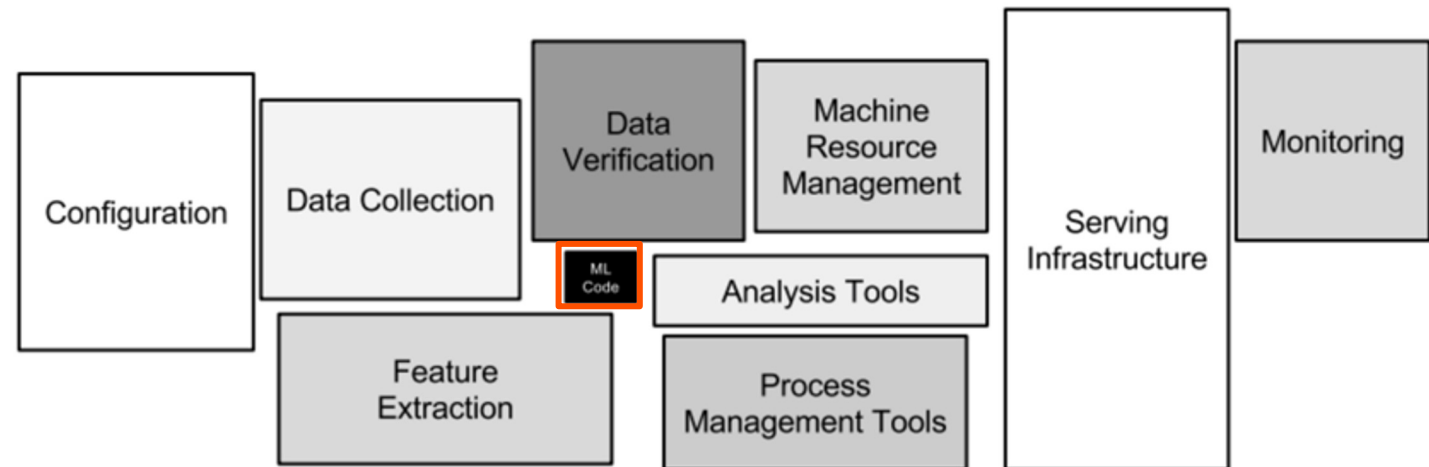 Configuration
Data Collection
Data
Verification
Machine
Resource
Management
Serving
Infrastructure
Monitoring
ML
Code
Analysis Tools
Feature
Extraction
Process
Management Tools